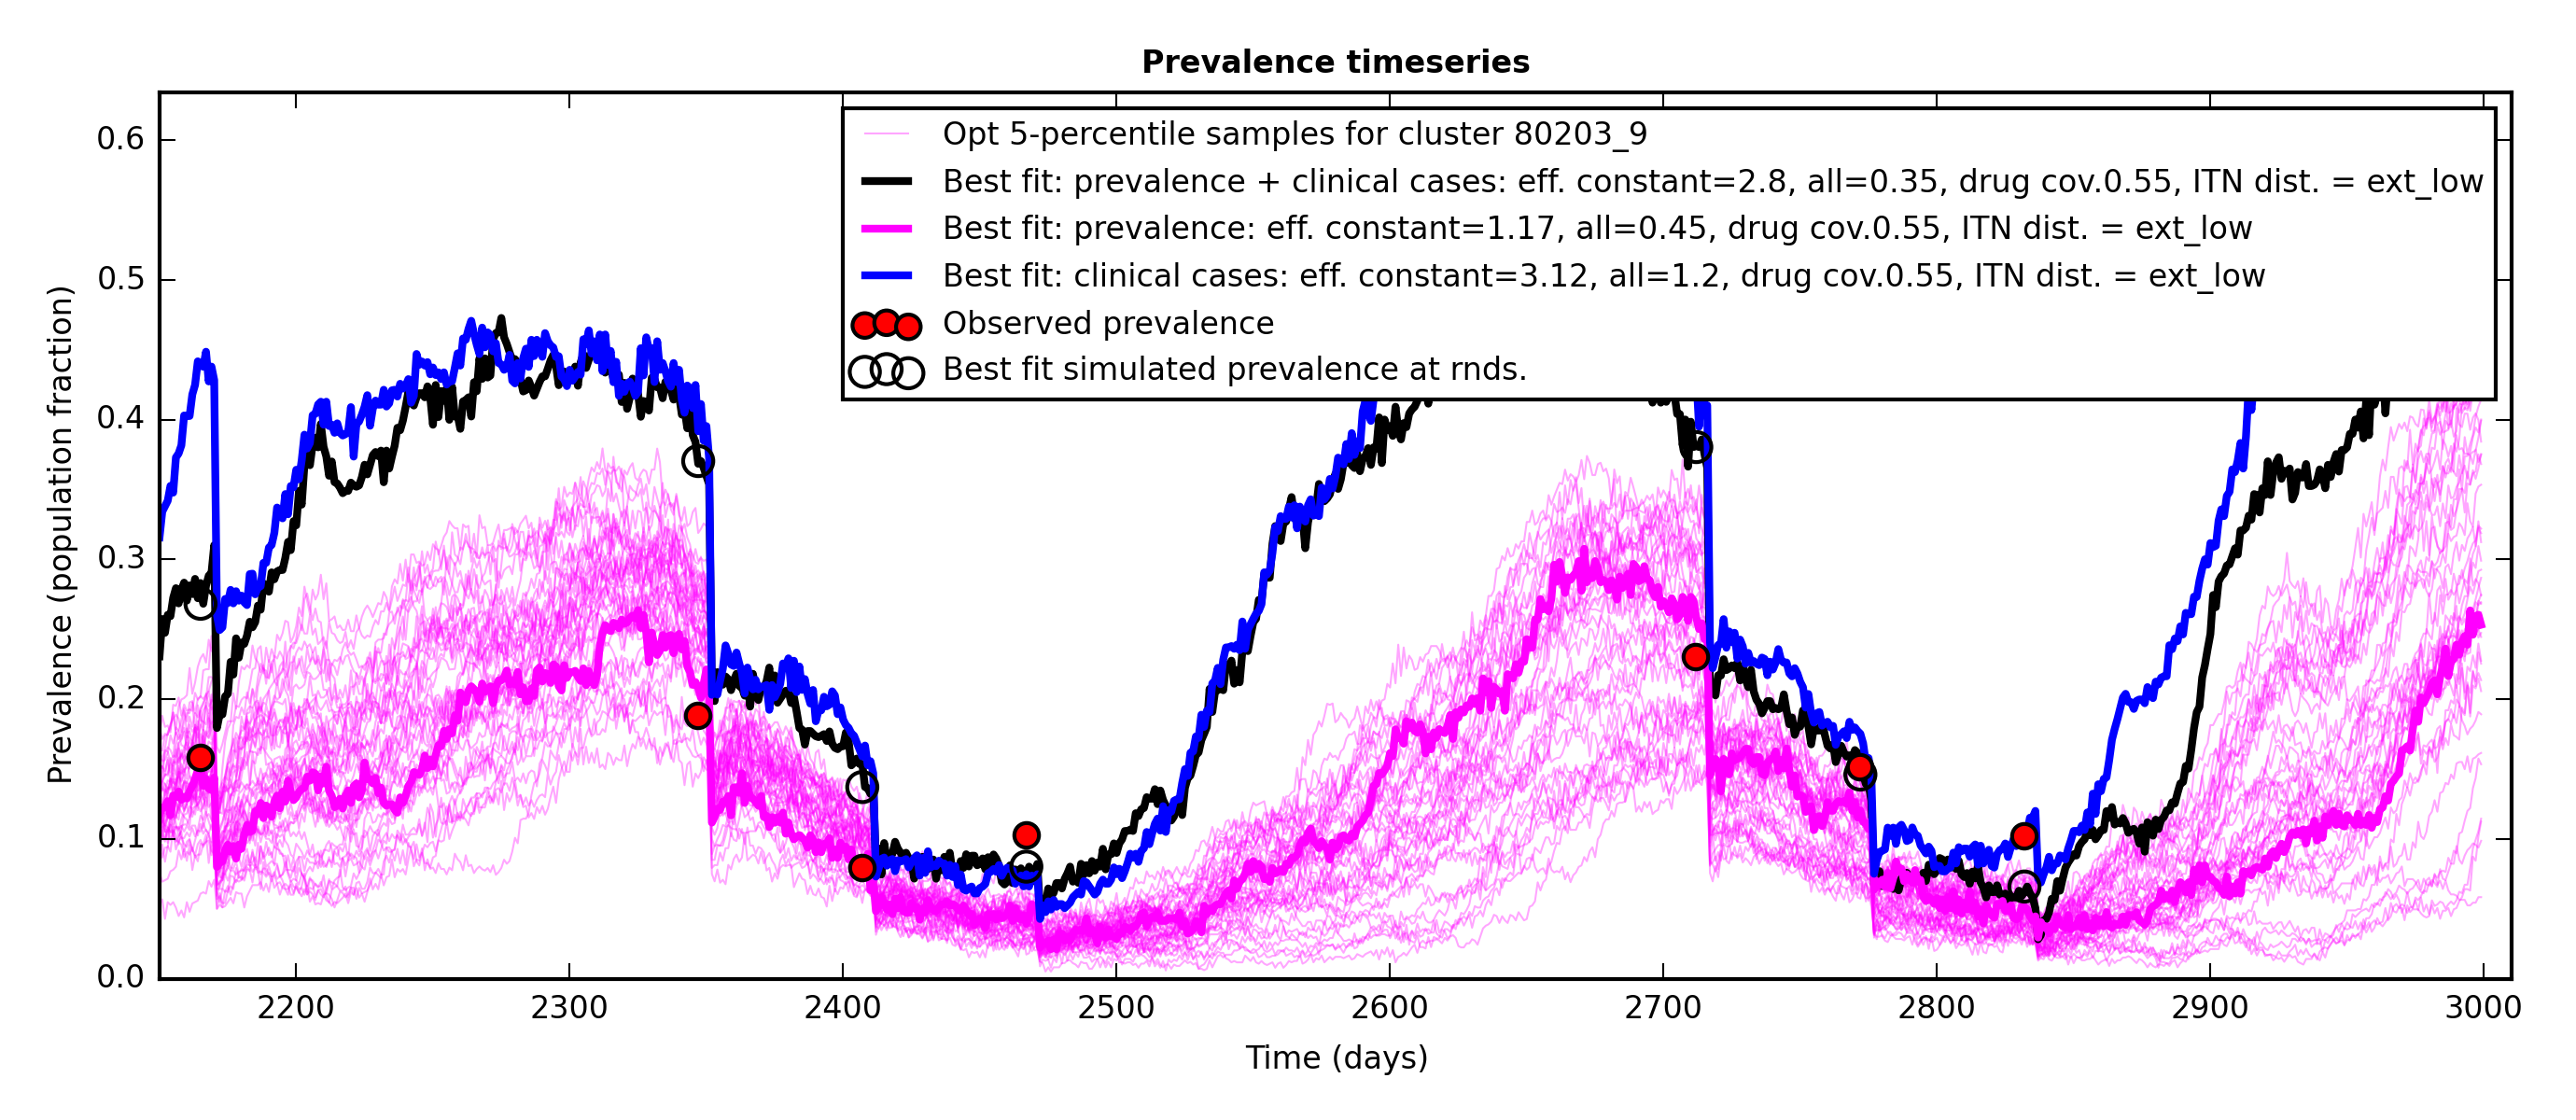 Prevalence timeseries
0.6
0.5
0.4
0.3
0.2
0.1
0.0
Prevalence (population fraction)
Opt 5-percentile samples for cluster 80203_9
Best fit: prevalence + clinical cases: eff. constant=2.8, all=0.35, drug cov.0.55, ITN dist. = ext_low
Best fit: prevalence: eff. constant=1.17, all=0.45, drug cov.0.55, ITN dist. = ext_low
Best fit: clinical cases: eff. constant=3.12, all=1.2, drug cov.0.55, ITN dist. = ext_low
Observed prevalence
Best fit simulated prevalence at rnds.
2200 2300 2400 2500 2600 2700 2800 2900 3000
Time (days)